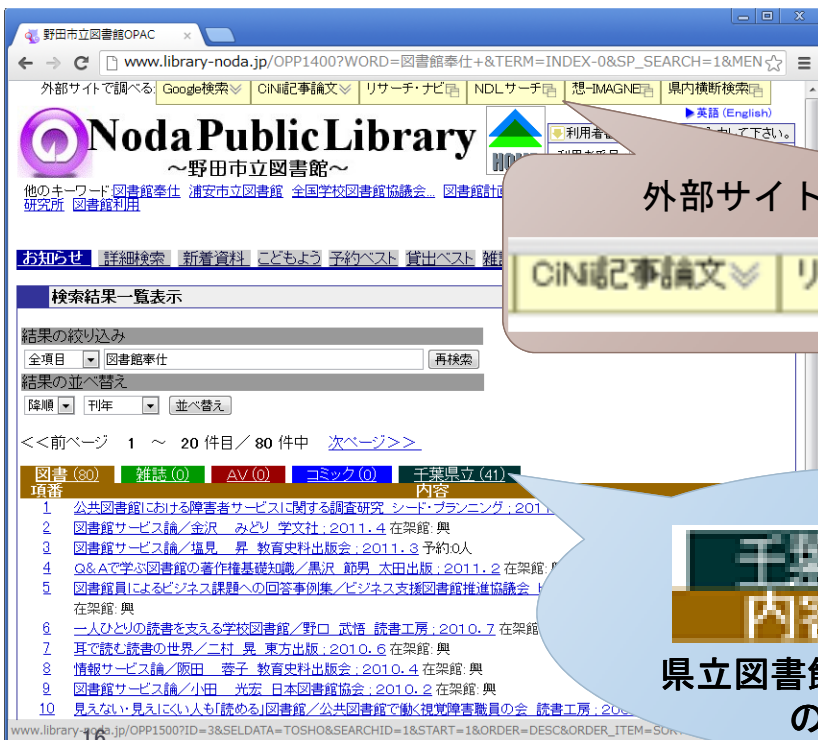 野田市立図書館OPAC
www.library-noda.jp/OPP1400?WORD=図書館奉仕+&TERM=INDEX-0&SP_SEARCH=1&MEN
外部サイトで調べる: Google検索 CiNii記事論文 リサーチ・ナビ NDLサーチ 想-IMAGINE 県内横断検索
▶英語(English)
Noda Public Library
HOME
～野田市立図書館～
他のキーワード:図書館奉仕 浦安市立図書館 全国学校図書館協議会... 図書館計画
研究所 図書館利用
外部サイト
CiNii記事論文 リ
お知らせ 詳細検索 新着資料 こどもよう 予約ベスト 貸出ベスト
検索結果一覧表示
結果の絞り込み
全項目 図書館奉仕 再検索
結果の並べ替え
降順 刊年 並べ替え
<<前ページ 1 ～ 20 件目/ 80 件中 次ページ>>
図書(80) 雑誌(0) AV(0) コミック(0) 千葉県立(41)
項番 内容
1 公共図書館における障害者サービスに関する調査研究 シード・プランニング;201
2 図書館サービス論/金沢 みどり 学文社;2011.4 在架館:興
3 図書館サービス論/塩見 昇 教育史料出版会;2011.3 予約:0人
4 Q&Aで学ぶ図書館の著作権基礎知識/黒沢 節男 太田出版;2011.2 在架館:
5 図書館員によるビジネス課題への回答事例集/ビジネス支援図書館推進協議会
在架館:興
6 一人ひとりの読書を支える学校図書館/野口 武悟 読書工房;2010.7 在架館
7 耳で読む読書の世界/二村 晃 東方出版;2010.6 在架館:興
8 情報サービス論/阪田 蓉子 教育史料出版会;2010.4 在架館:興
9 図書館サービス論/小田 光宏 日本図書館協会;2010.2 在架館:興
10 見えない・見えにくい人も「読める」図書館/公共図書館で働く視覚障害職員の会 読書工房;20
千葉
内容
県立図書館
の
www.library-noda.jp/OPP1500?ID=3&SELDATA=TOSHO&SEARCHID=1&START=1&ORDER=DESC&ORDER_ITEM=SO
16